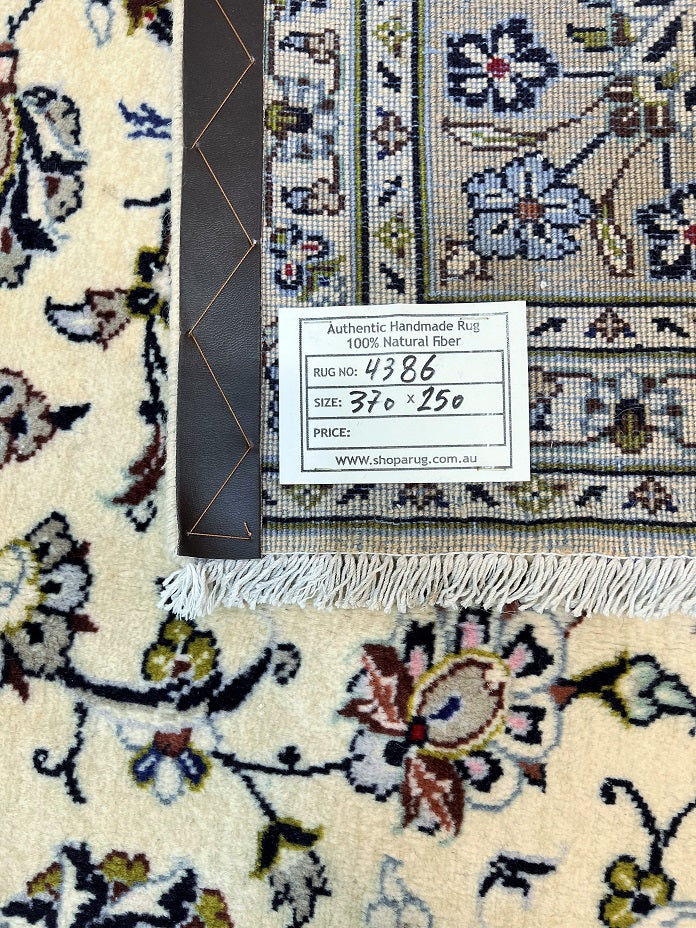 Authentic Handmade Rug
100% Natural Fiber
RUG NO: 4386
SIZE: 370 x 250
PRICE:
www.shoparug.com.au